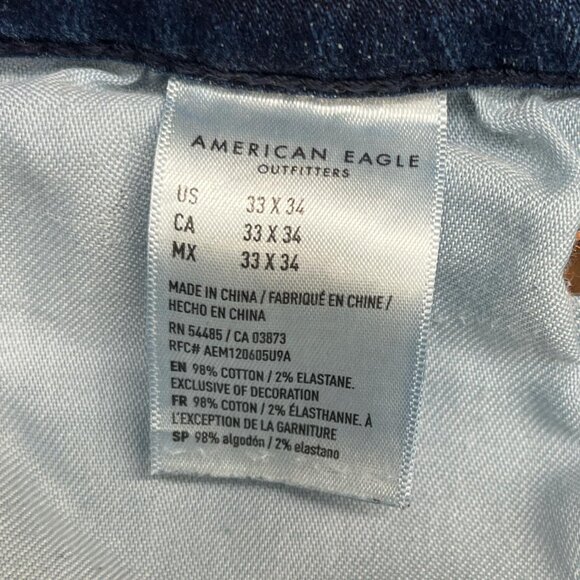 AMERICAN EAGLE
OUTFITTERS
US 33 X 34
CA 33 X 34
MX 33 X 34
MADE IN CHINA / FABRIQUÉ EN CHINE /
HECHO EN CHINA
RN 54485 / CA 03873
RFC# AEM120605U9A
EN 98% COTTON / 2% ELASTANE.
EXCLUSIVE OF DECORATION
FR 98% COTON / 2% ÉLASTHANNE. À
L'EXCEPTION DE LA GARNITURE
SP 98% algodón / 2% elastano